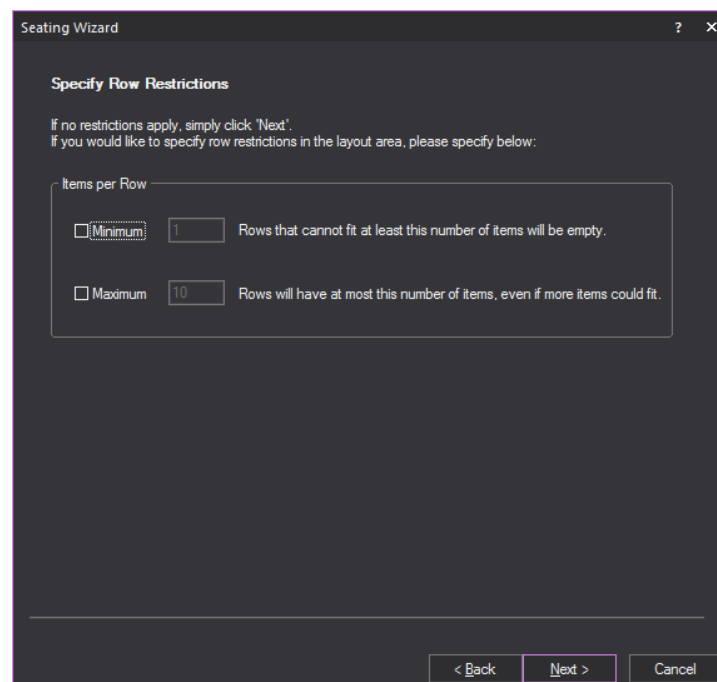 Seating Wizard ? ✕
Specify Row Restrictions
If no restrictions apply, simply click 'Next'.
If you would like to specify row restrictions in the layout area, please specify below:
Items per Row
Minimum 1 Rows that cannot fit at least this number of items will be empty.
Maximum 10 Rows will have at most this number of items, even if more items could fit.
< Back Next > Cancel